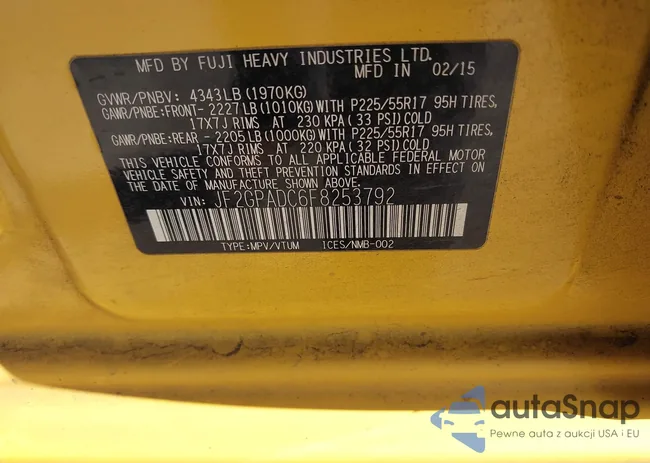 MFD BY FUJI HEAVY INDUSTRIES LTD.
MFD IN 02/15
GVWR/PNBV: 4343LB(1970KG)
GAWR/PNBE:FRONT-2227LB(1010KG)WITH P225/55R17 95H TIRES,
17X7J RIMS AT 230 KPA(33 PSI)COLD
GAWR/PNBE:REAR -2205LB(1000KG)WITH P225/55R17 95H TIRES,
17X7J RIMS AT 220 KPA(32 PSI)COLD
THIS VEHICLE CONFORMS TO ALL APPLICABLE FEDERAL MOTOR
VEHICLE SAFETY AND THEFT PREVENTION STANDARDS IN EFFECT ON
THE DATE OF MANUFACTURE SHOWN ABOVE.
VIN: JF2GPADC6F8253792
TYPE:MPV/VTUM ICES/NMB-002
autoSnap
Pewne auta z aukcji USA i EU